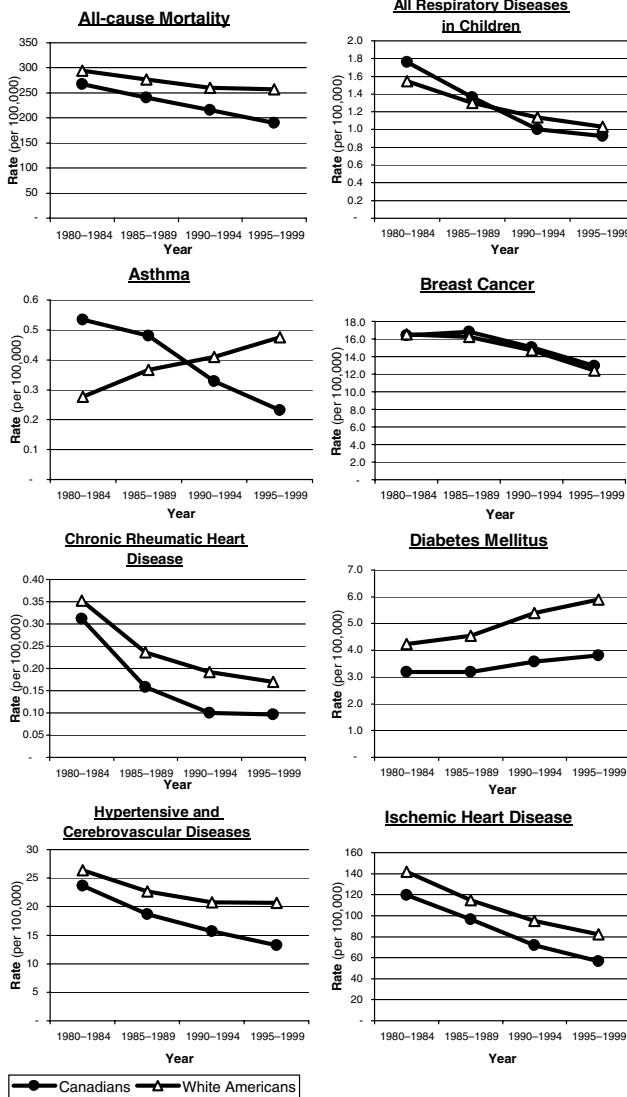 All-cause Mortality
350
300
250
200
150
100
50
-
Rate (per 100,000)
1980–1984 1985–1989 1990–1994 1995–1999
Year
All Respiratory Diseases
in Children
2.0
1.8
1.6
1.4
1.2
1.0
0.8
0.6
0.4
0.2
-
Rate (per 100,000)
1980–1984 1985–1989 1990–1994 1995–1999
Year
Asthma
0.6
0.5
0.4
0.3
0.2
0.1
-
Rate (per 100,000)
1980–1984 1985–1989 1990–1994 1995–1999
Year
Breast Cancer
18.0
16.0
14.0
12.0
10.0
8.0
6.0
4.0
2.0
-
Rate (per 100,000)
1980–1984 1985–1989 1990–1994 1995–1999
Year
Chronic Rheumatic Heart
Disease
0.40
0.35
0.30
0.25
0.20
0.15
0.10
0.05
-
Rate (per 100,000)
1980–1984 1985–1989 1990–1994 1995–1999
Year
Diabetes Mellitus
7.0
6.0
5.0
4.0
3.0
2.0
1.0
-
Rate (per 100,000)
1980–1984 1985–1989 1990–1994 1995–1999
Year
Hypertensive and
Cerebrovascular Diseases
30
25
20
15
10
5
-
Rate (per 100,000)
1980–1984 1985–1989 1990–1994 1995–1999
Year
Ischemic Heart Disease
160
140
120
100
80
60
40
20
-
Rate (per 100,000)
1980–1984 1985–1989 1990–1994 1995–1999
Year
Canadians White Americans